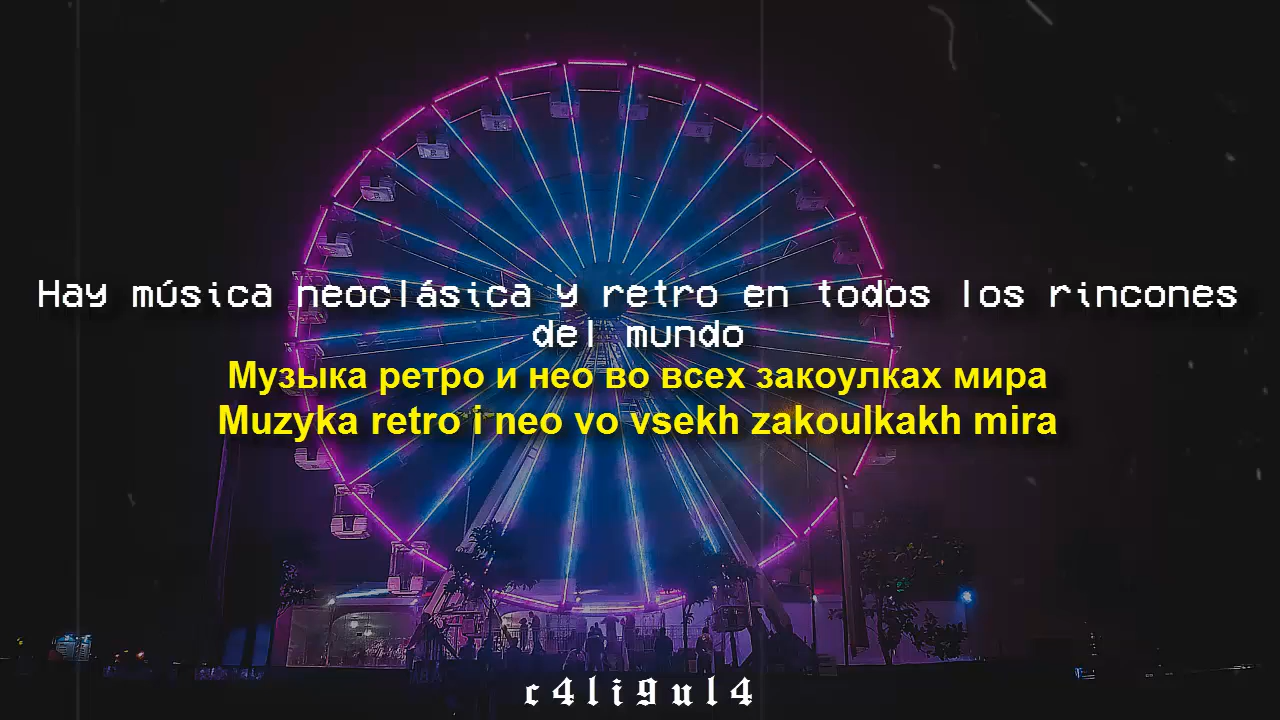 Hay música neoclásica y retro en todos los rincones
del mundo
Музыка ретро и нео во всех закоулках мира
Muzyka retro i neo vo vsekh zakoulkakh mira
c4li9ul4